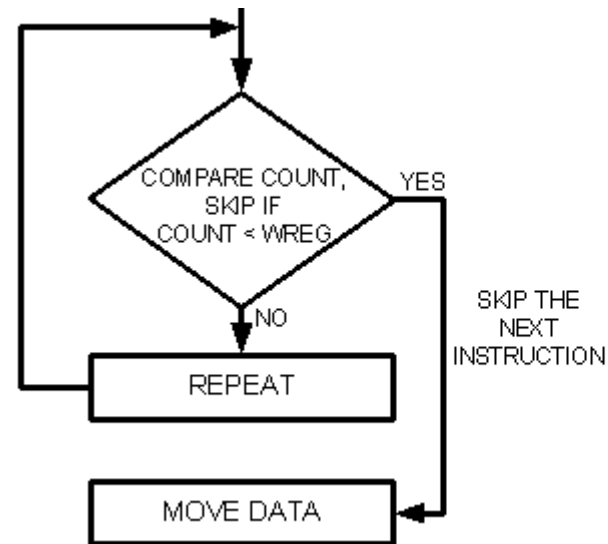 COMPARE COUNT,
SKIP IF
COUNT < WREG
YES
NO
SKIP THE
NEXT
INSTRUCTION
REPEAT
MOVE DATA